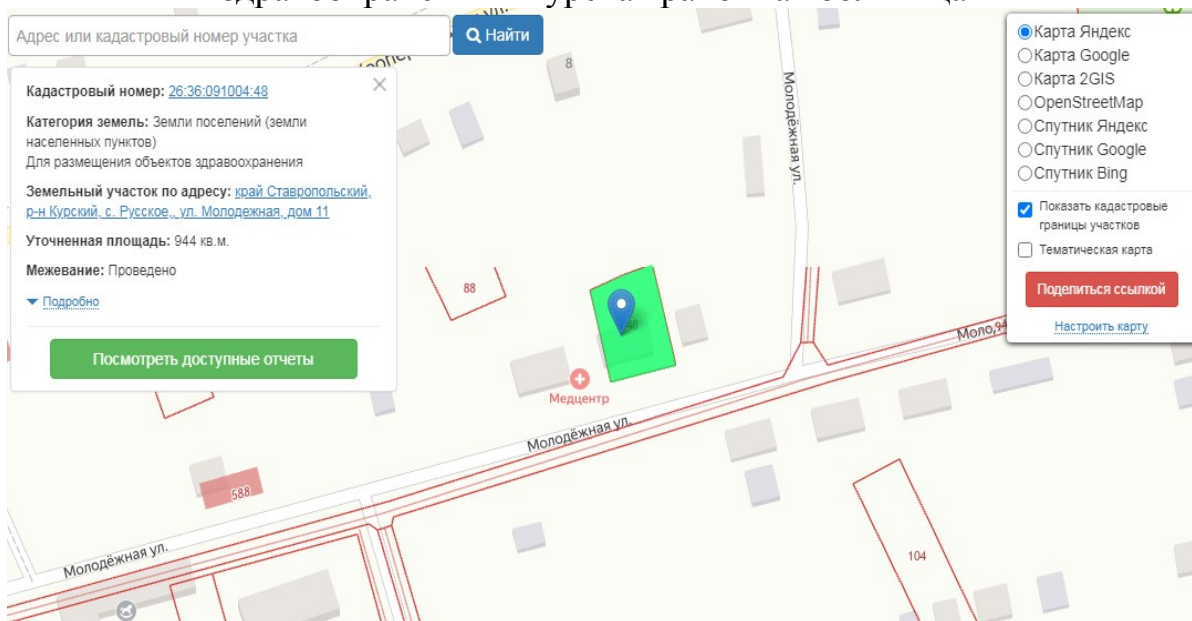 Адрес или кадастровый номер участка
Найти
Кадастровый номер: 26:36:091004:48
Категория земель: Земли поселений (земли
населенных пунктов)
Для размещения объектов здравоохранения
Земельный участок по адресу: край Ставропольский,
р-н Курский, с. Русское,, ул. Молодежная, дом 11
Уточненная площадь: 944 кв.м.
Межевание: Проведено
Подробно
Посмотреть доступные отчеты
Карта Яндекс
Карта Google
Карта 2GIS
OpenStreetMap
Спутник Яндекс
Спутник Google
Спутник Bing
Показать кадастровые
границы участков
Тематическая карта
Поделиться ссылкой
Настроить карту
8
Молодёжная ул.
88
48
Медцентр
Молодёжная ул.
588
Молодёжная ул.
104